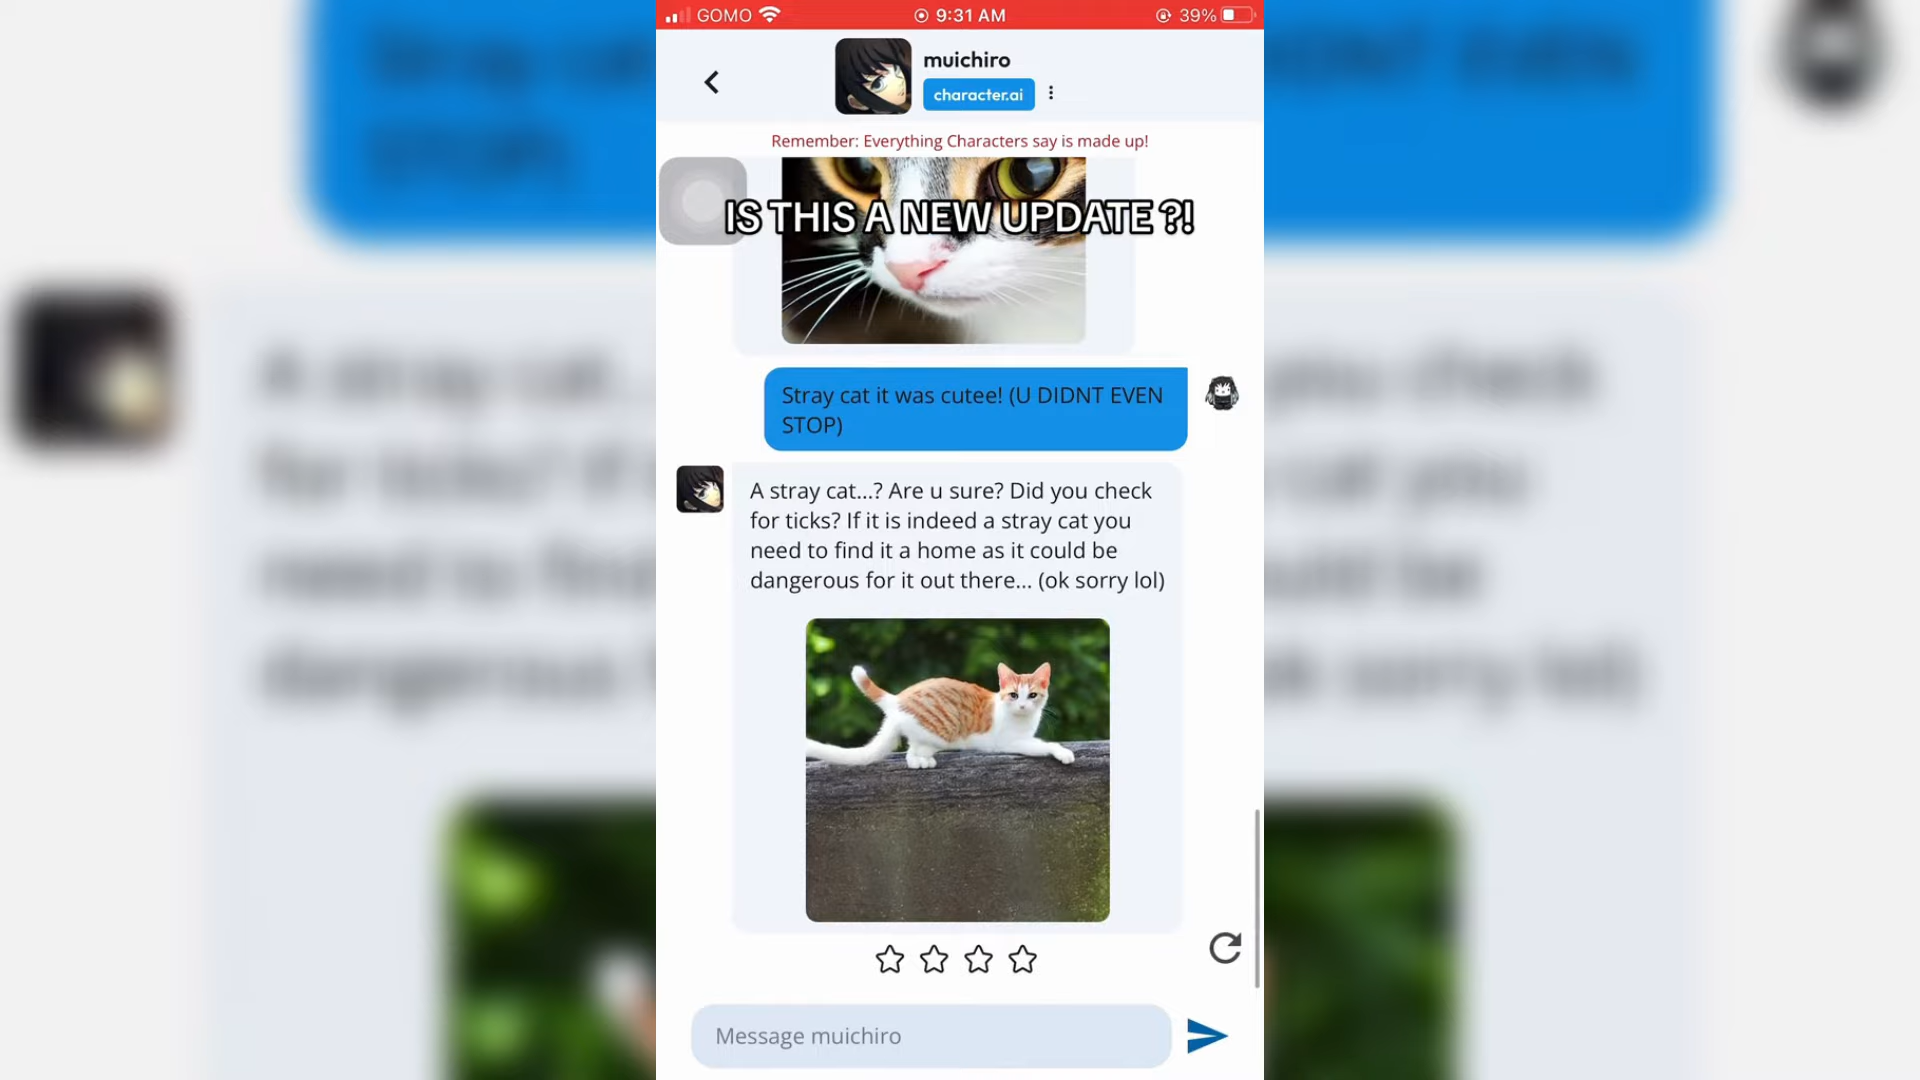 GOMO
9:31 AM
39%
muichiro
character.ai
Remember: Everything Characters say is made up!
IS THIS A NEW UPDATE ?!
Stray cat it was cutee! (U DIDNT EVEN
STOP)
A stray cat...? Are u sure? Did you check
for ticks? If it is indeed a stray cat you
need to find it a home as it could be
dangerous for it out there... (ok sorry lol)
Message muichiro